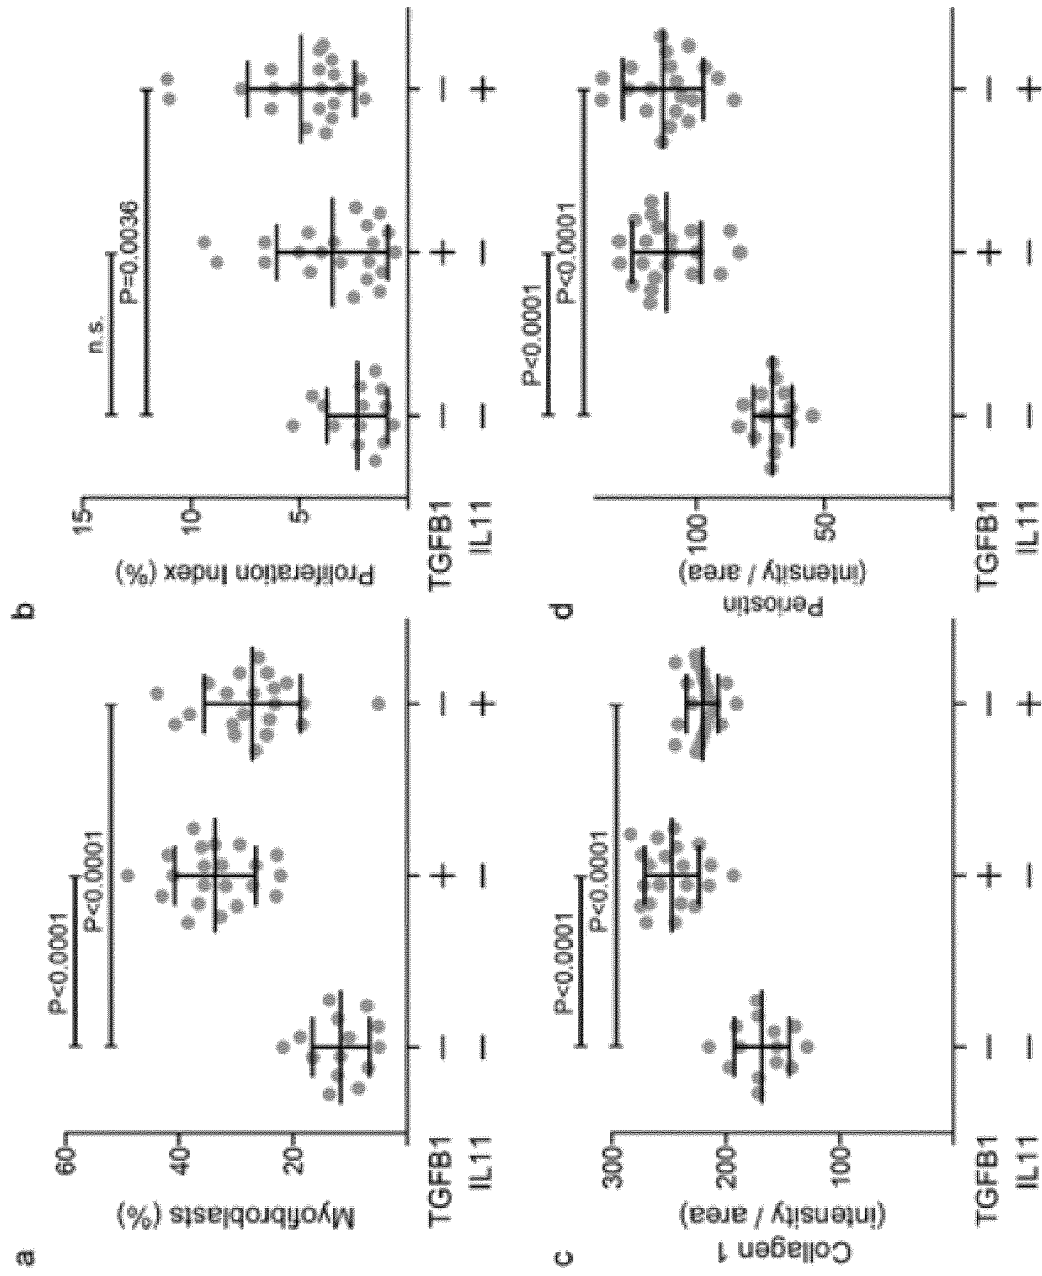 a
Myofibroblasts (%)
60
40
20
P<0.0001
P<0.0001
TGFB1 − + −
IL11 − − +
b
Proliferation Index (%)
15
10
5
n.s.
P=0.0036
TGFB1 − + −
IL11 − − +
c
Collagen 1
(intensity / area)
300
200
100
P<0.0001
P<0.0001
TGFB1 − + −
IL11 − − +
d
Periostin
(intensity / area)
100
50
P<0.0001
P<0.0001
TGFB1 − + −
IL11 − − +